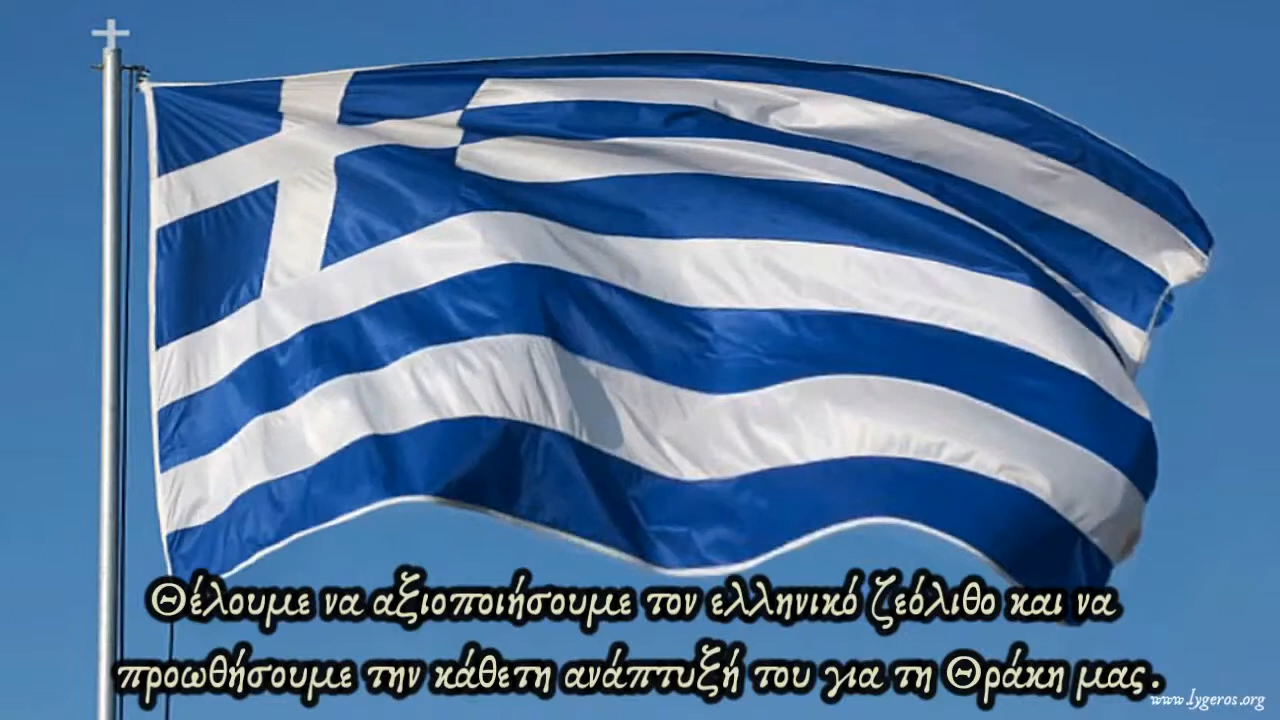 Θέλουμε να αξιοποιήσουμε τον ελληνικό ζεόλιθο και να
προωθήσουμε την κάθετη ανάπτυξή του για τη Θράκη μας.
www.lygeros.org